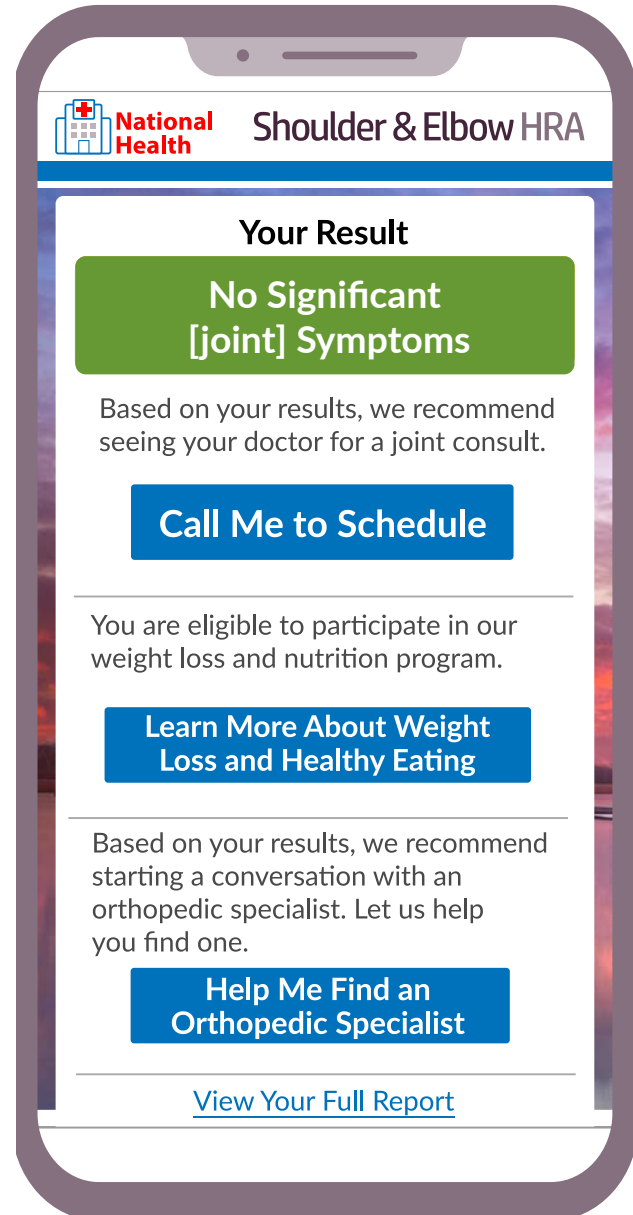 National
Health
Shoulder & Elbow HRA
Your Result
No Significant
[joint] Symptoms
Based on your results, we recommend
seeing your doctor for a joint consult.
Call Me to Schedule
You are eligible to participate in our
weight loss and nutrition program.
Learn More About Weight
Loss and Healthy Eating
Based on your results, we recommend
starting a conversation with an
orthopedic specialist. Let us help
you find one.
Help Me Find an
Orthopedic Specialist
View Your Full Report